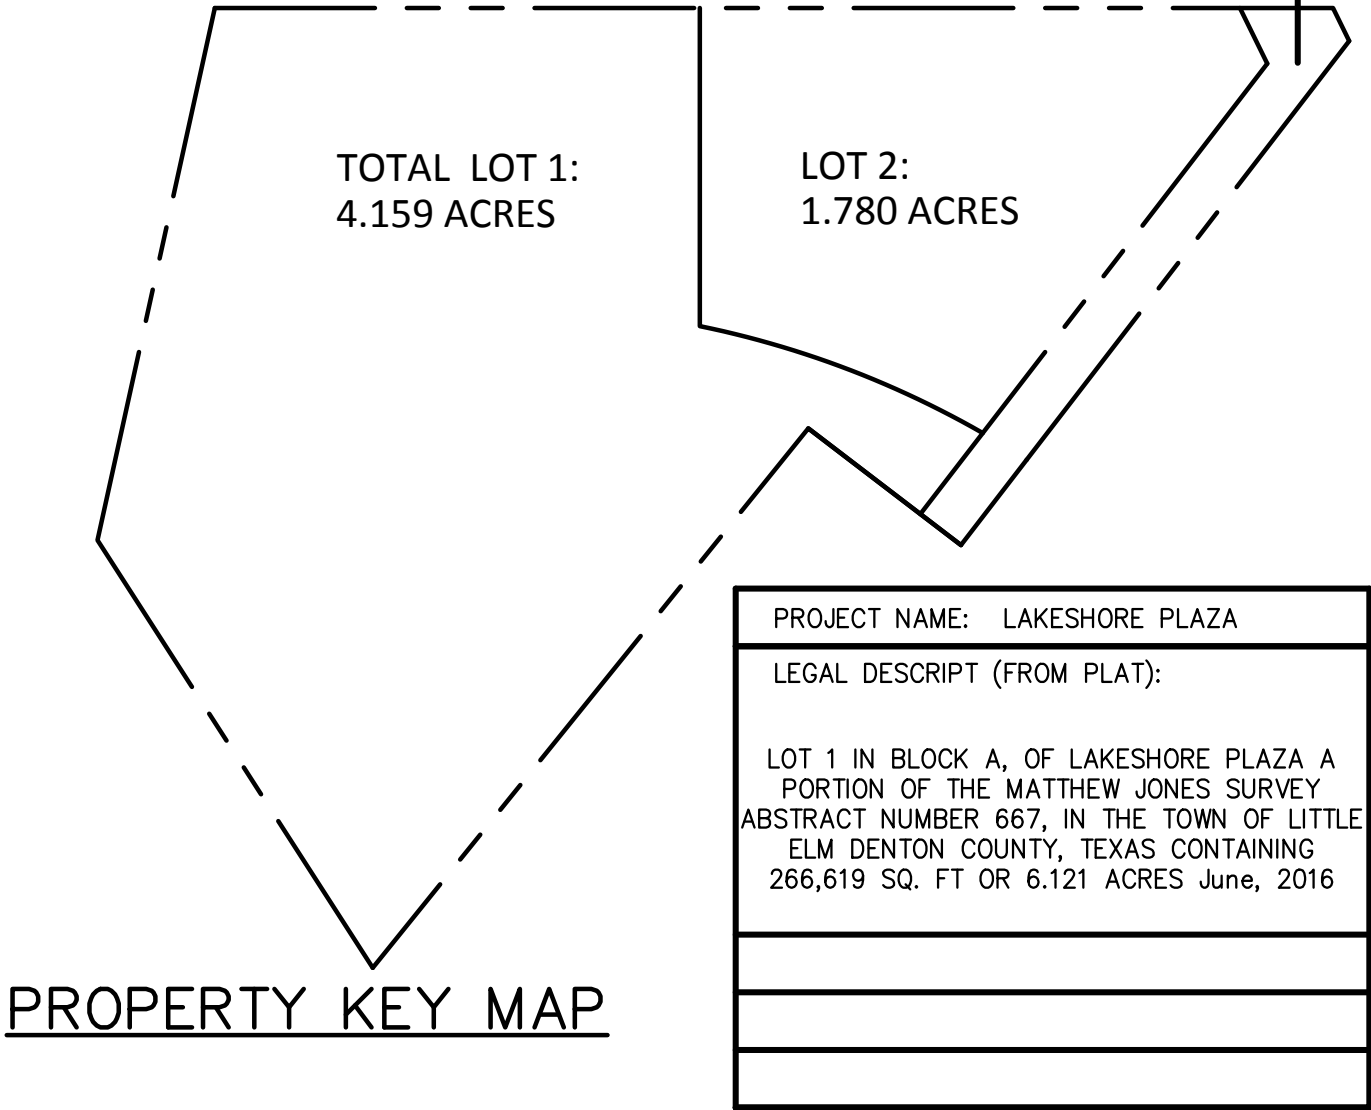 TOTAL LOT 1:
4.159 ACRES
LOT 2:
1.780 ACRES
PROJECT NAME: LAKESHORE PLAZA
LEGAL DESCRIPT (FROM PLAT):
LOT 1 IN BLOCK A, OF LAKESHORE PLAZA A
PORTION OF THE MATTHEW JONES SURVEY
ABSTRACT NUMBER 667, IN THE TOWN OF LITTLE
ELM DENTON COUNTY, TEXAS CONTAINING
266,619 SQ. FT OR 6.121 ACRES June, 2016
PROPERTY KEY MAP